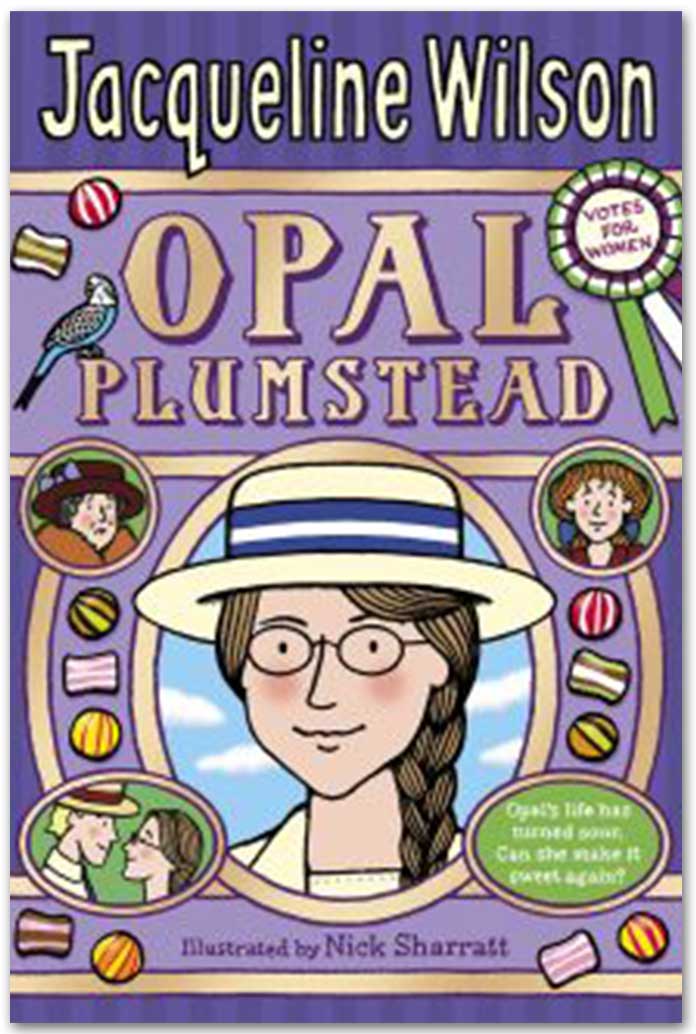 Jacqueline Wilson
OPAL
PLUMSTEAD
VOTES
FOR
WOMEN
Opal's life has
turned sour.
Can she make it
sweet again?
Illustrated by Nick Sharratt